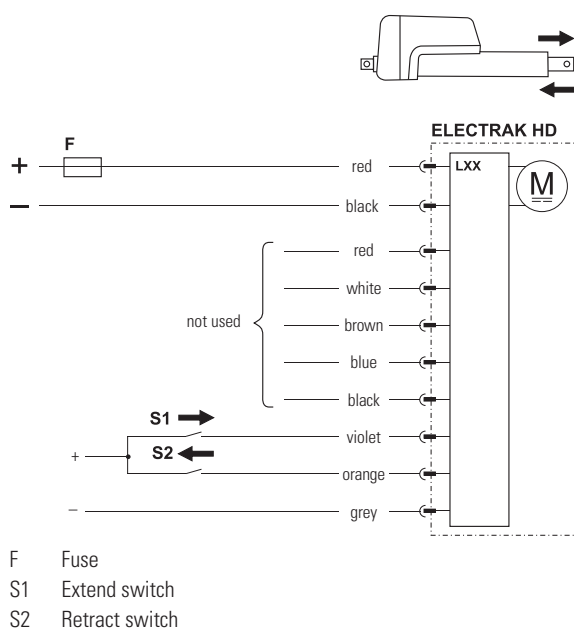 ELECTRAK HD
F
+ red LXX
M
− black
red
white
not used brown
blue
black
S1 violet
+ S2
orange
− grey
F Fuse
S1 Extend switch
S2 Retract switch